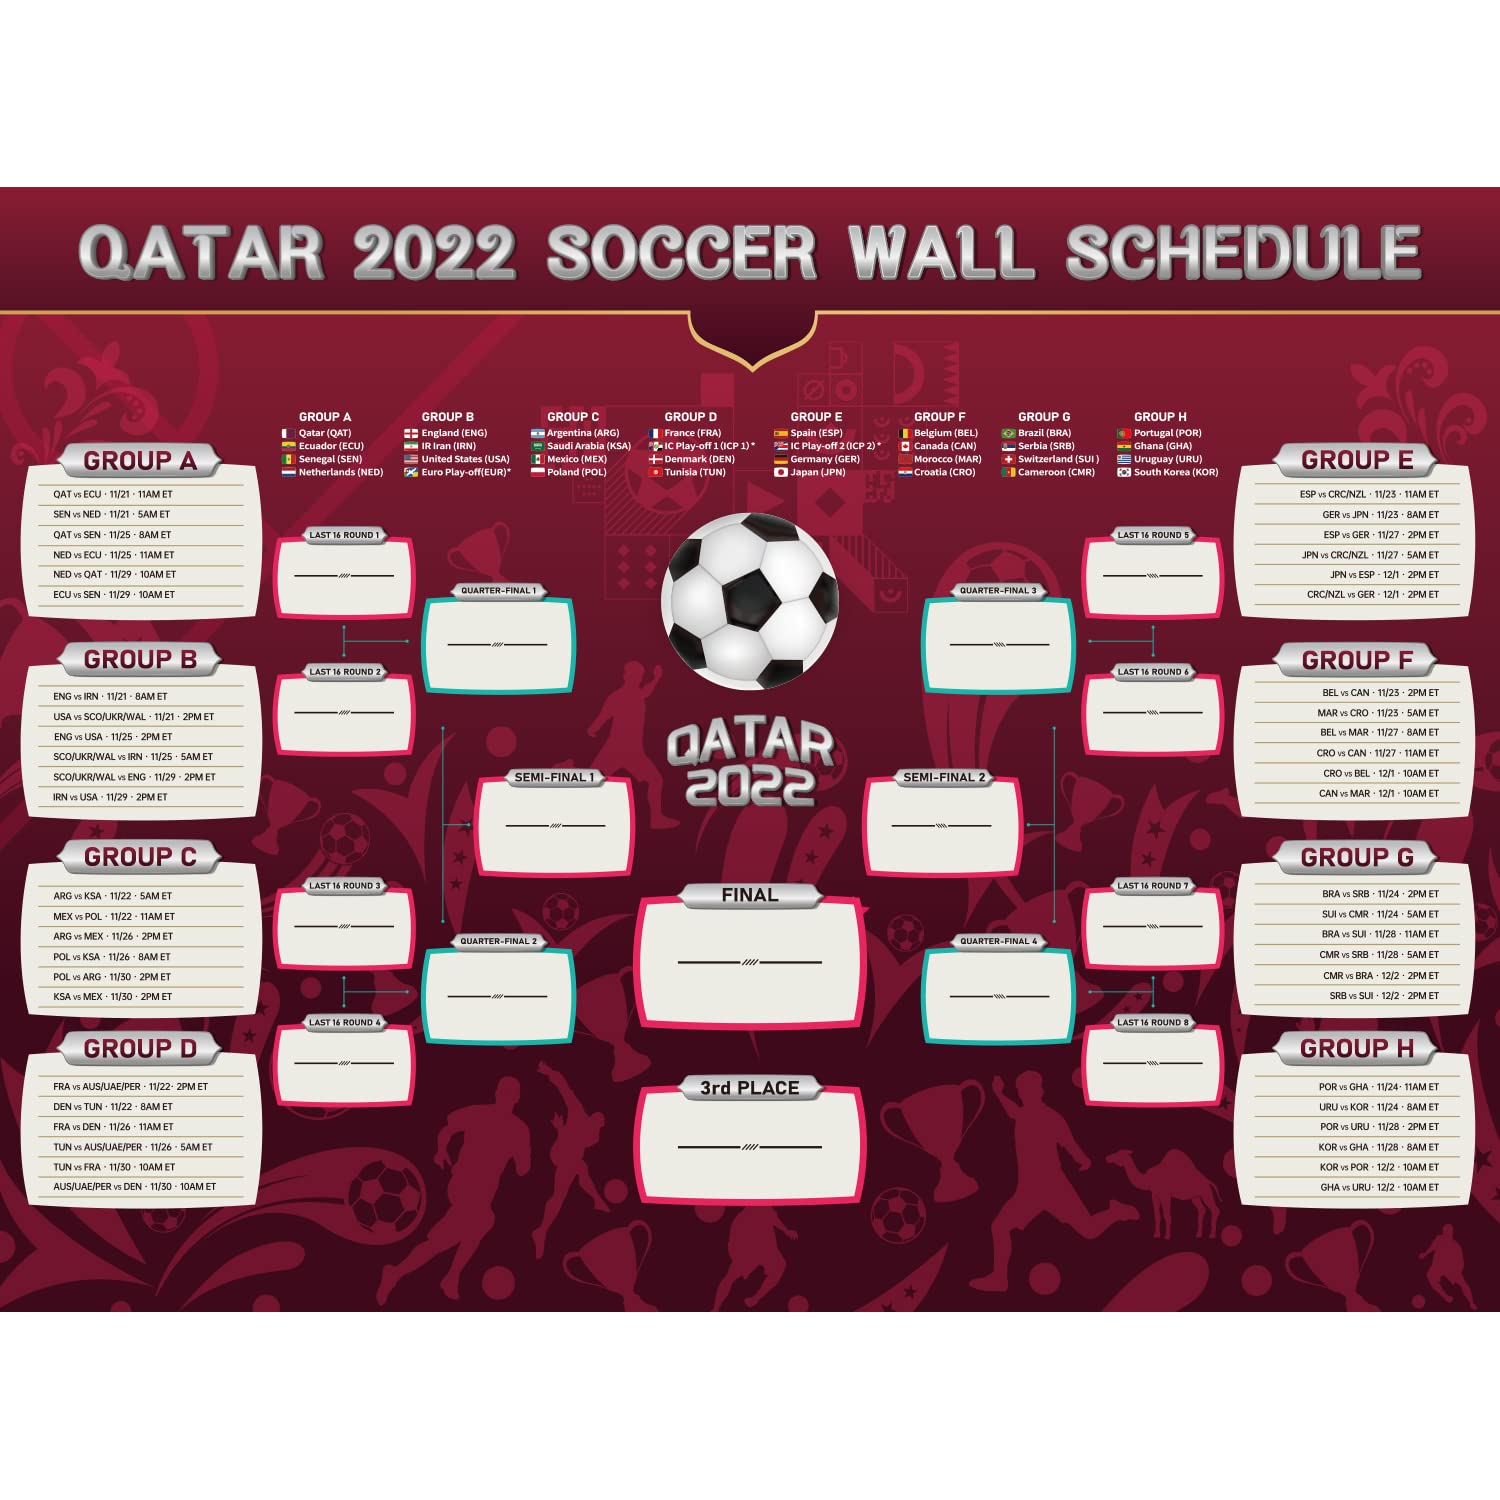 QATAR 2022 SOCCER WALL SCHEDULE
GROUP A
Qatar (QAT)
Ecuador (ECU)
Senegal (SEN)
Netherlands (NED)
GROUP B
England (ENG)
IR Iran (IRN)
United States (USA)
Euro Play-off(EUR)*
GROUP C
Argentina (ARG)
Saudi Arabia (KSA)
Mexico (MEX)
Poland (POL)
GROUP D
France (FRA)
IC Play-off 1 (ICP 1) *
Denmark (DEN)
Tunisia (TUN)
GROUP E
Spain (ESP)
IC Play-off 2 (ICP 2) *
Germany (GER)
Japan (JPN)
GROUP F
Belgium (BEL)
Canada (CAN)
Morocco (MAR)
Croatia (CRO)
GROUP G
Brazil (BRA)
Serbia (SRB)
Switzerland (SUI )
Cameroon (CMR)
GROUP H
Portugal (POR)
Ghana (GHA)
Uruguay (URU)
South Korea (KOR)
GROUP A
QAT vs ECU · 11/21 · 11AM ET
SEN vs NED · 11/21 · 5AM ET
QAT vs SEN · 11/25 · 8AM ET
NED vs ECU · 11/25 · 11AM ET
NED vs QAT · 11/29 · 10AM ET
ECU vs SEN · 11/29 · 10AM ET
GROUP B
ENG vs IRN · 11/21 · 8AM ET
USA vs SCO/UKR/WAL · 11/21 · 2PM ET
ENG vs USA · 11/25 · 2PM ET
SCO/UKR/WAL vs IRN · 11/25 · 5AM ET
SCO/UKR/WAL vs ENG · 11/29 · 2PM ET
IRN vs USA · 11/29 · 2PM ET
GROUP C
ARG vs KSA · 11/22 · 5AM ET
MEX vs POL · 11/22 · 11AM ET
ARG vs MEX · 11/26 · 2PM ET
POL vs KSA · 11/26 · 8AM ET
POL vs ARG · 11/30 · 2PM ET
KSA vs MEX · 11/30 · 2PM ET
GROUP D
FRA vs AUS/UAE/PER · 11/22· 2PM ET
DEN vs TUN · 11/22 · 8AM ET
FRA vs DEN · 11/26 · 11AM ET
TUN vs AUS/UAE/PER · 11/26 · 5AM ET
TUN vs FRA · 11/30 · 10AM ET
AUS/UAE/PER vs DEN · 11/30 · 10AM ET
LAST 16 ROUND 1
LAST 16 ROUND 2
LAST 16 ROUND 3
LAST 16 ROUND 4
QUARTER-FINAL 1
QUARTER-FINAL 2
SEMI-FINAL 1
QATAR
2022
FINAL
3rd PLACE
SEMI-FINAL 2
QUARTER-FINAL 3
QUARTER-FINAL 4
LAST 16 ROUND 5
LAST 16 ROUND 6
LAST 16 ROUND 7
LAST 16 ROUND 8
GROUP E
ESP vs CRC/NZL · 11/23 · 11AM ET
GER vs JPN · 11/23 · 8AM ET
ESP vs GER · 11/27 · 2PM ET
JPN vs CRC/NZL · 11/27 · 5AM ET
JPN vs ESP · 12/1 · 2PM ET
CRC/NZL vs GER · 12/1 · 2PM ET
GROUP F
BEL vs CAN · 11/23 · 2PM ET
MAR vs CRO · 11/23 · 5AM ET
BEL vs MAR · 11/27 · 8AM ET
CRO vs CAN · 11/27 · 11AM ET
CRO vs BEL · 12/1 · 10AM ET
CAN vs MAR · 12/1 · 10AM ET
GROUP G
BRA vs SRB · 11/24 · 2PM ET
SUI vs CMR · 11/24 · 5AM ET
BRA vs SUI · 11/28 · 11AM ET
CMR vs SRB · 11/28 · 5AM ET
CMR vs BRA · 12/2 · 2PM ET
SRB vs SUI · 12/2 · 2PM ET
GROUP H
POR vs GHA · 11/24· 11AM ET
URU vs KOR · 11/24 · 8AM ET
POR vs URU · 11/28 · 2PM ET
KOR vs GHA · 11/28 · 8AM ET
KOR vs POR · 12/2 · 10AM ET
GHA vs URU· 12/2 · 10AM ET